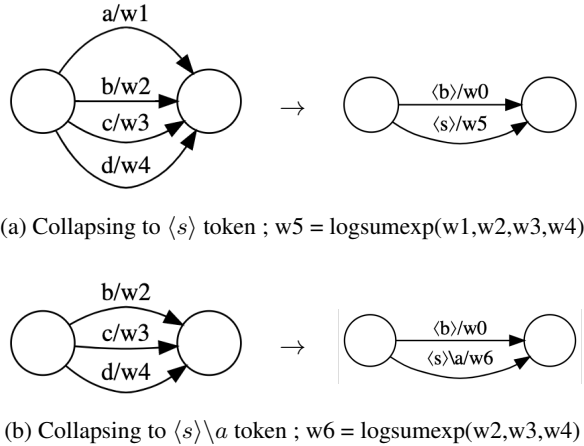 a/w1
b/w2
c/w3
d/w4
→
⟨b⟩/w0
⟨s⟩/w5
(a) Collapsing to ⟨s⟩ token ; w5 = logsumexp(w1,w2,w3,w4)
b/w2
c/w3
d/w4
→
⟨b⟩/w0
⟨s⟩\a/w6
(b) Collapsing to ⟨s⟩\a token ; w6 = logsumexp(w2,w3,w4)